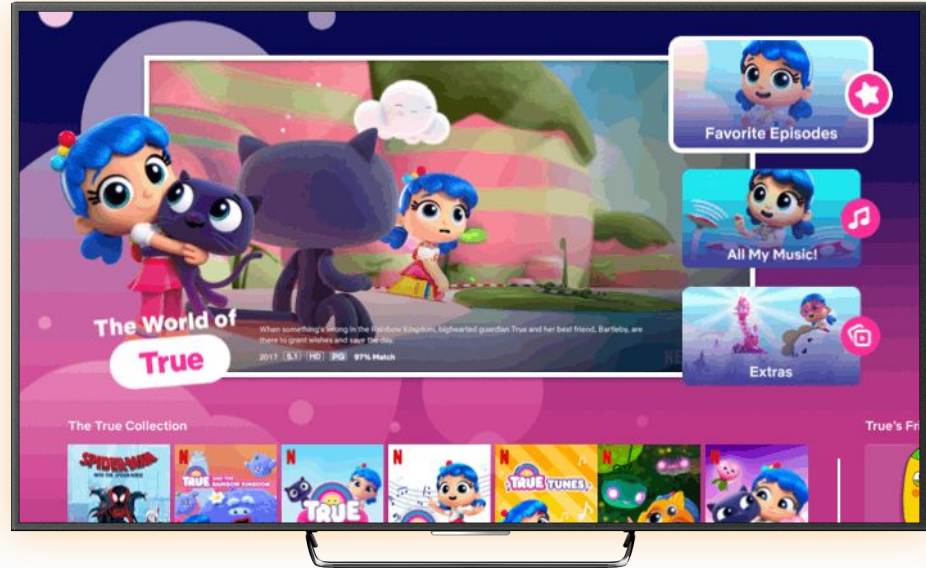 Favorite Episodes
All My Music!
Extras
The World of
True
When something's wrong in the Rainbow Kingdom, bighearted guardian True and her best friend, Bartleby, are
there to grant wishes and save the day.
2017 5.1 HD PG 97% Match
The True Collection
True's Fri
SPIDER-MAN
INTO THE SPIDER-VERSE
N
TRUE
AND THE
RAINBOW KINGDOM
N
TRUE
N
N
TRUE TUNES
N
N